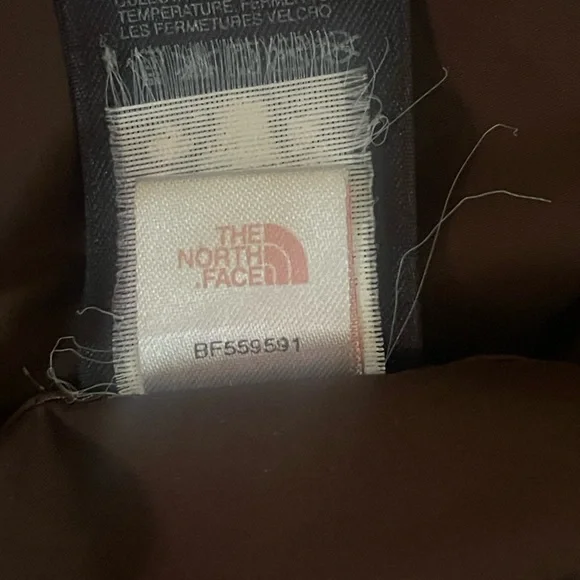 TEMPERATURE, FERME
LES FERMETURES VELCRO
THE
NORTH
FACE
BF559591